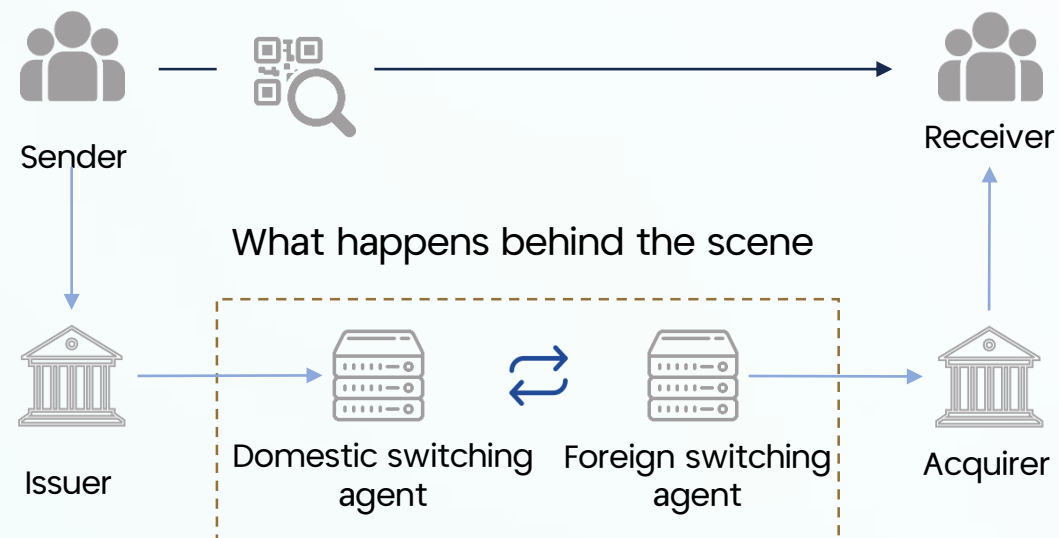 Sender
Receiver
What happens behind the scene
Issuer
Domestic switching
agent
Foreign switching
agent
Acquirer